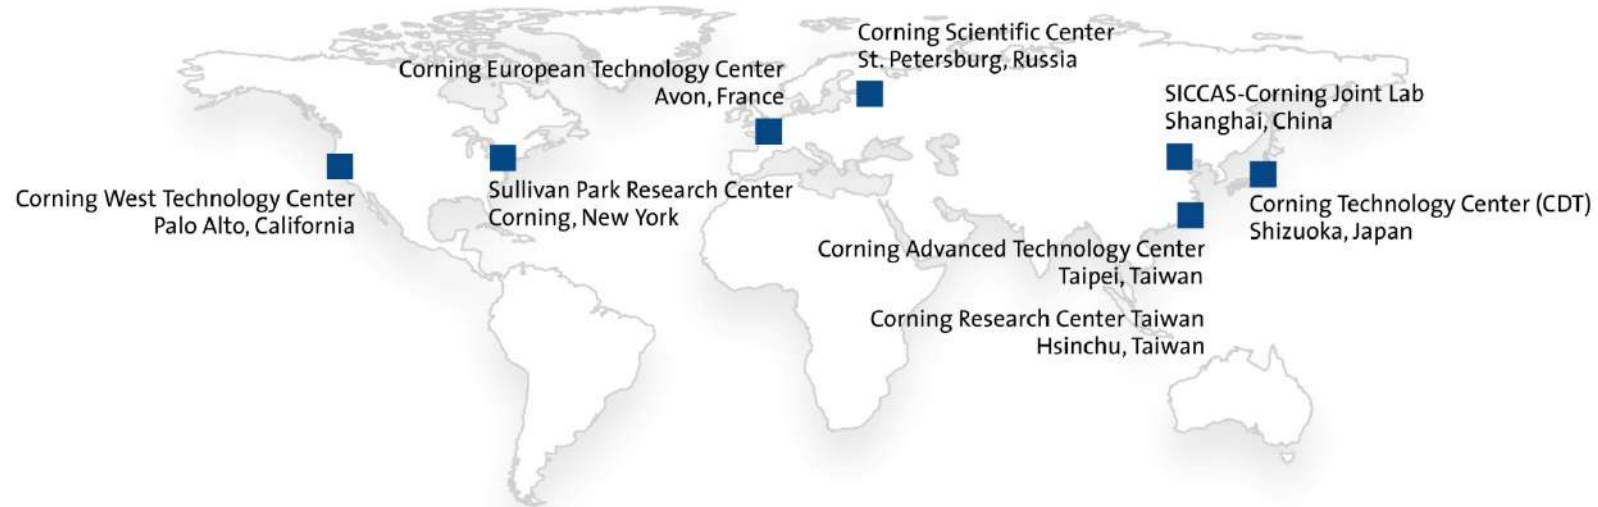 Corning Scientific Center
St. Petersburg, Russia
Corning European Technology Center
Avon, France
SICCAS-Corning Joint Lab
Shanghai, China
Corning West Technology Center
Palo Alto, California
Sullivan Park Research Center
Corning, New York
Corning Technology Center (CDT)
Shizuoka, Japan
Corning Advanced Technology Center
Taipei, Taiwan
Corning Research Center Taiwan
Hsinchu, Taiwan